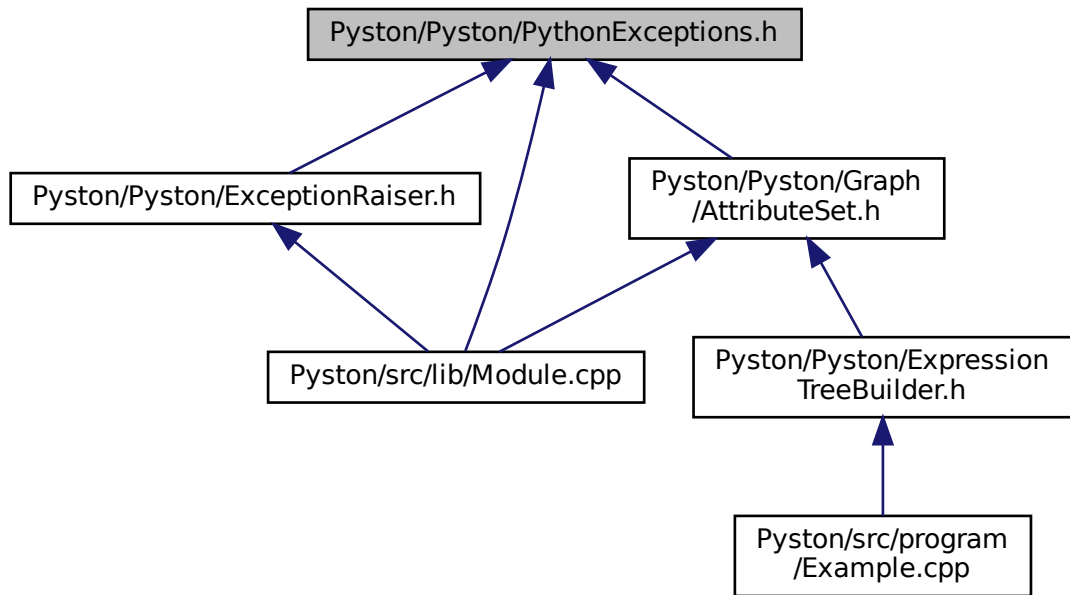 Pyston/Pyston/PythonExceptions.h
Pyston/Pyston/ExceptionRaiser.h
Pyston/Pyston/Graph
/AttributeSet.h
Pyston/src/lib/Module.cpp
Pyston/Pyston/Expression
TreeBuilder.h
Pyston/src/program
/Example.cpp